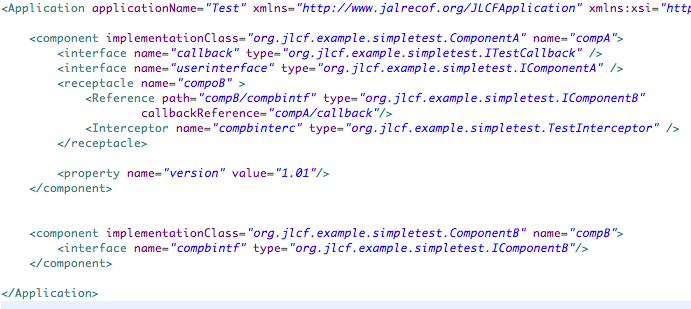 <Application applicationName="Test" xmlns="http://www.jalrecof.org/JLCFApplication" xmlns:xsi="http
<component implementationClass="org.jlcf.example.simpletest.ComponentA" name="compA">
<interface name="callback" type="org.jlcf.example.simpletest.ITestCallback" />
<interface name="userinterface" type="org.jlcf.example.simpletest.IComponentA" />
<receptacle name="compoB" >
<Reference path="compB/compbintf" type="org.jlcf.example.simpletest.IComponentB"
callbackReference="compA/callback"/>
<Interceptor name="compbinterc" type="org.jlcf.example.simpletest.TestInterceptor" />
</receptacle>
<property name="version" value="1.01"/>
</component>
<component implementationClass="org.jlcf.example.simpletest.ComponentB" name="compB">
<interface name="compbintf" type="org.jlcf.example.simpletest.IComponentB"/>
</component>
</Application>